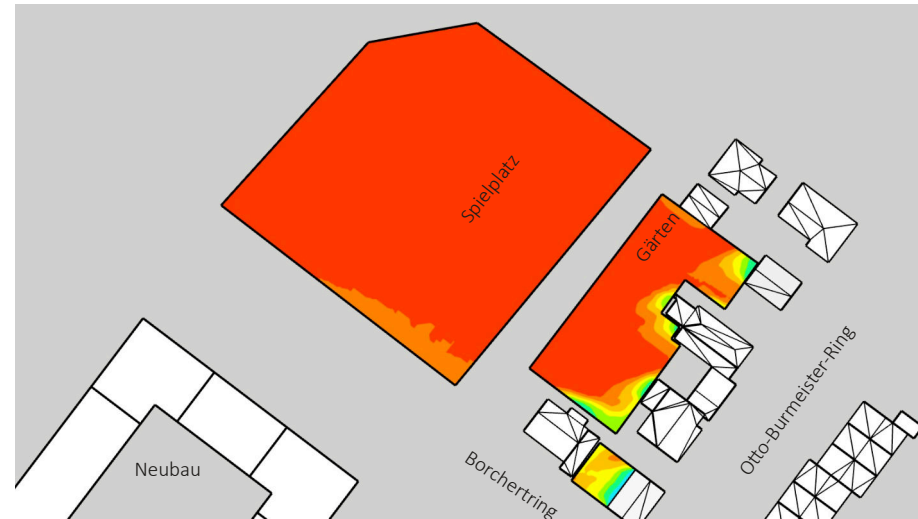 Spielplatz
Gärten
Otto-Burmeister-Ring
Neubau
Borchertring